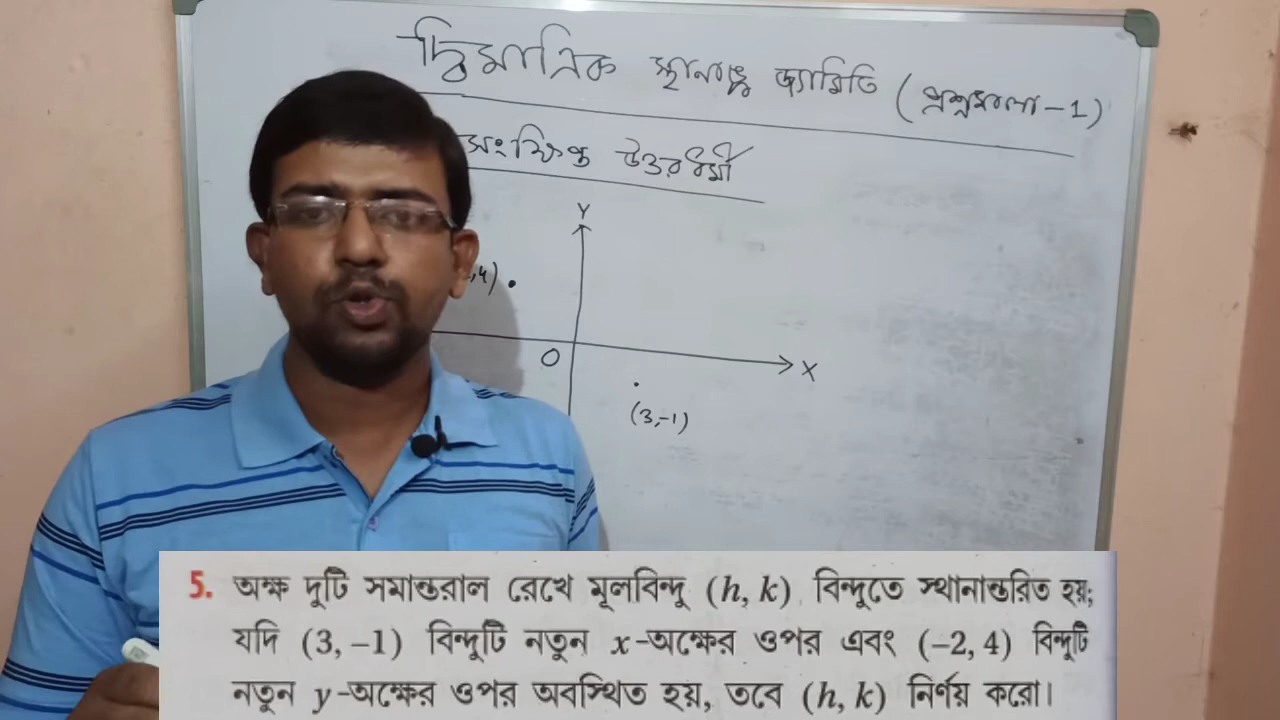 দ্বিমাত্রিক স্থানাঙ্ক জ্যামিতি (প্রশ্নমালা-1)
সংক্ষিপ্ত উত্তরধর্মী
Y
,4)
O
X
(3,-1)
5. অক্ষ দুটি সমান্তরাল রেখে মূলবিন্দু (h, k) বিন্দুতে স্থানান্তরিত হয়;
যদি (3, -1) বিন্দুটি নতুন x-অক্ষের ওপর এবং (-2, 4) বিন্দুটি
নতুন y-অক্ষের ওপর অবস্থিত হয়, তবে (h, k) নির্ণয় করো।